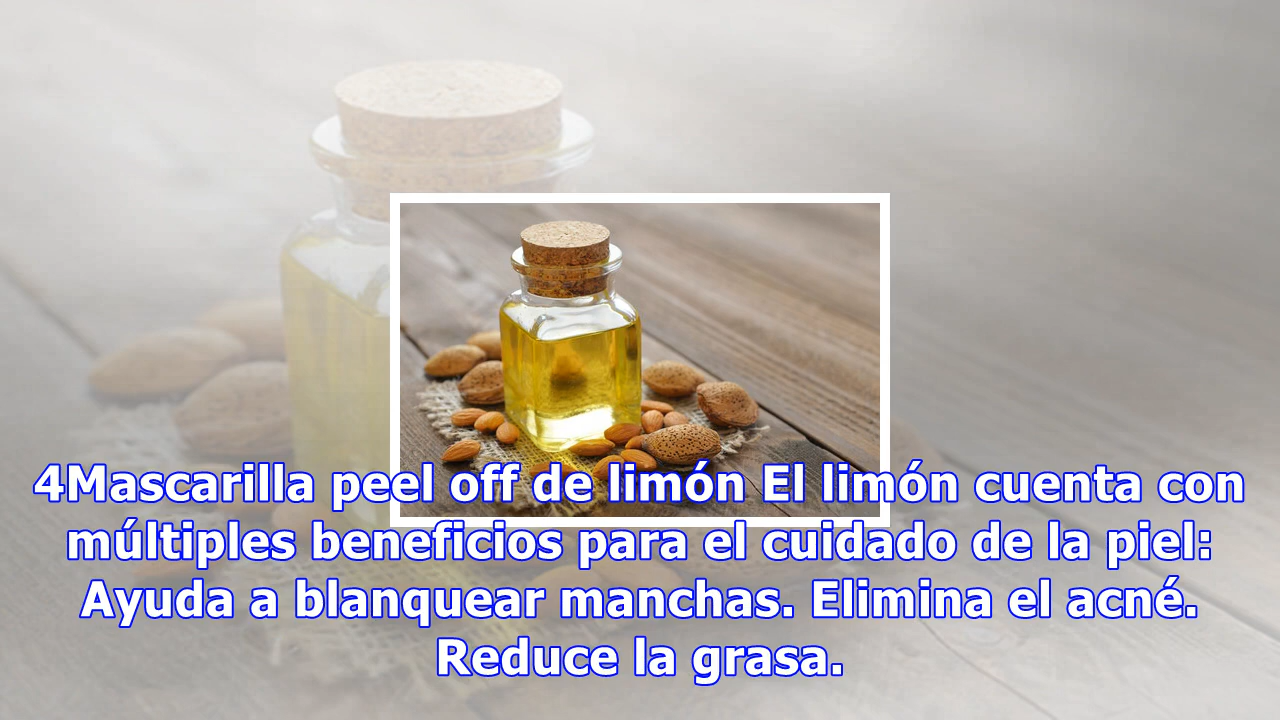 4Mascarilla peel off de limón El limón cuenta con
múltiples beneficios para el cuidado de la piel:
Ayuda a blanquear manchas. Elimina el acné.
Reduce la grasa.